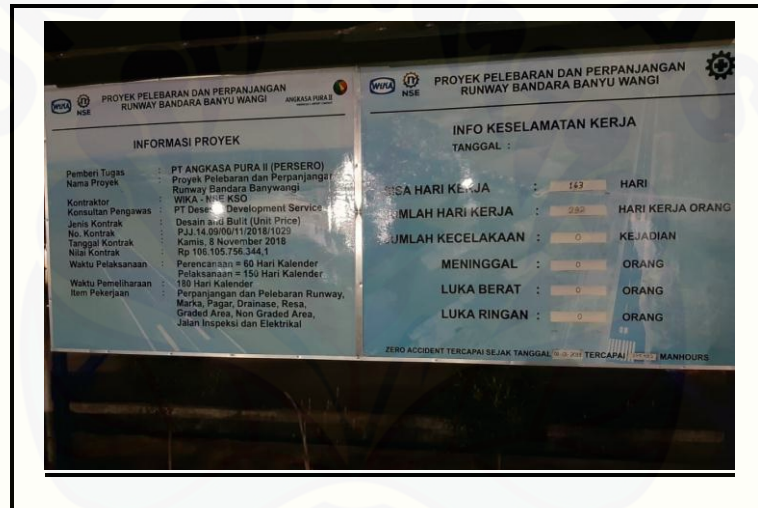 WIKA
NSE
PROYEK PELEBARAN DAN PERPANJANGAN
RUNWAY BANDARA BANYU WANGI
ANGKASA PURA II
INFORMASI PROYEK
Pemberi Tugas : PT ANGKASA PURA II (PERSERO)
Nama Proyek : Proyek Pelebaran dan Perpanjangan
Runway Bandara Banywangi
Kontraktor : WIKA - NSE KSO
Konsultan Pengawas : PT Development Service
Jenis Kontrak : Desain and Bulit (Unit Price)
No. Kontrak : PJJ.14.09/00/11/2018/1029
Tanggal Kontrak : Kamis, 8 November 2018
Nilai Kontrak : Rp 106.105.756.344,1
Waktu Pelaksanaan : Perencanaan = 60 Hari Kalender
Pelaksanaan = 150 Hari Kalender
Waktu Pemeliharaan : 180 Hari Kalender
Item Pekerjaan : Perpanjangan dan Pelebaran Runway,
Marka, Pagar, Drainase, Resa,
Graded Area, Non Graded Area,
Jalan Inspeksi dan Elektrikal
WIKA
NSE
PROYEK PELEBARAN DAN PERPANJANGAN
RUNWAY BANDARA BANYU WANGI
INFO KESELAMATAN KERJA
TANGGAL :
SISA HARI KERJA : 163 HARI
JUMLAH HARI KERJA : 282 HARI KERJA ORANG
JUMLAH KECELAKAAN : 0 KEJADIAN
MENINGGAL : 0 ORANG
LUKA BERAT : 0 ORANG
LUKA RINGAN : 0 ORANG
ZERO ACCIDENT TERCAPAI SEJAK TANGGAL TERCAPAI MANHOURS